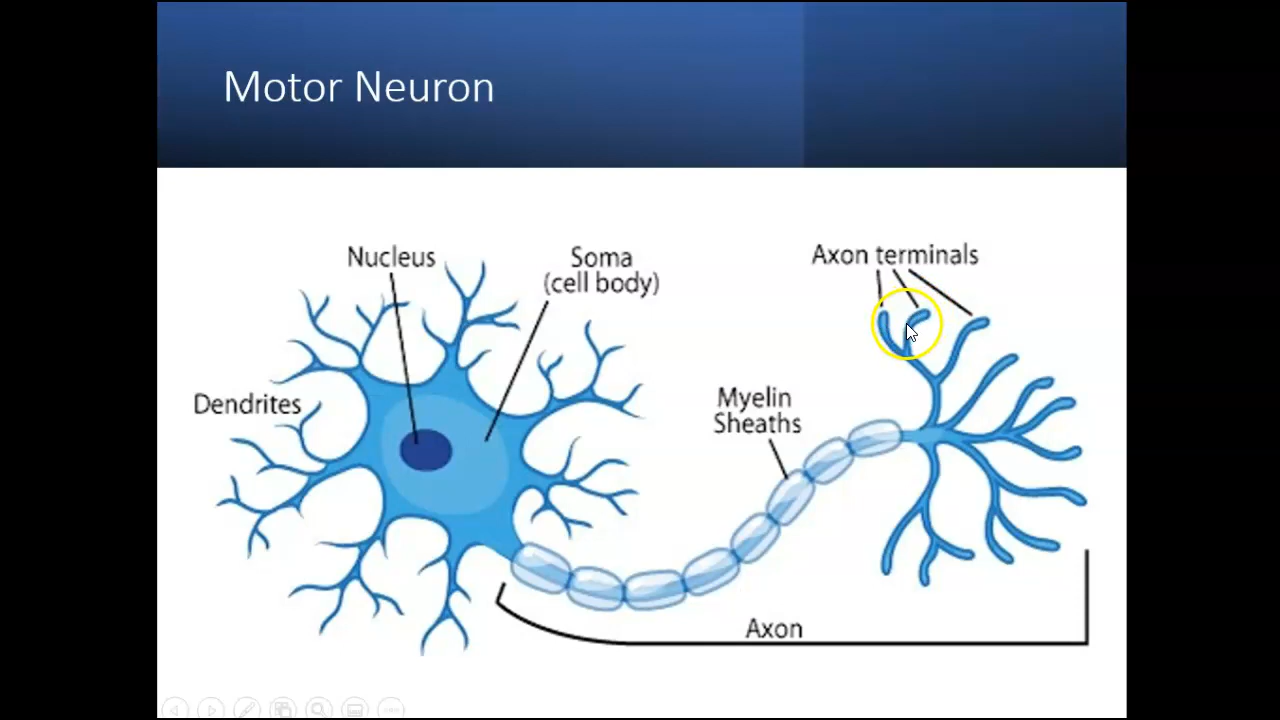 Motor Neuron
Nucleus
Soma
(cell body)
Axon terminals
Dendrites
Myelin
Sheaths
Axon